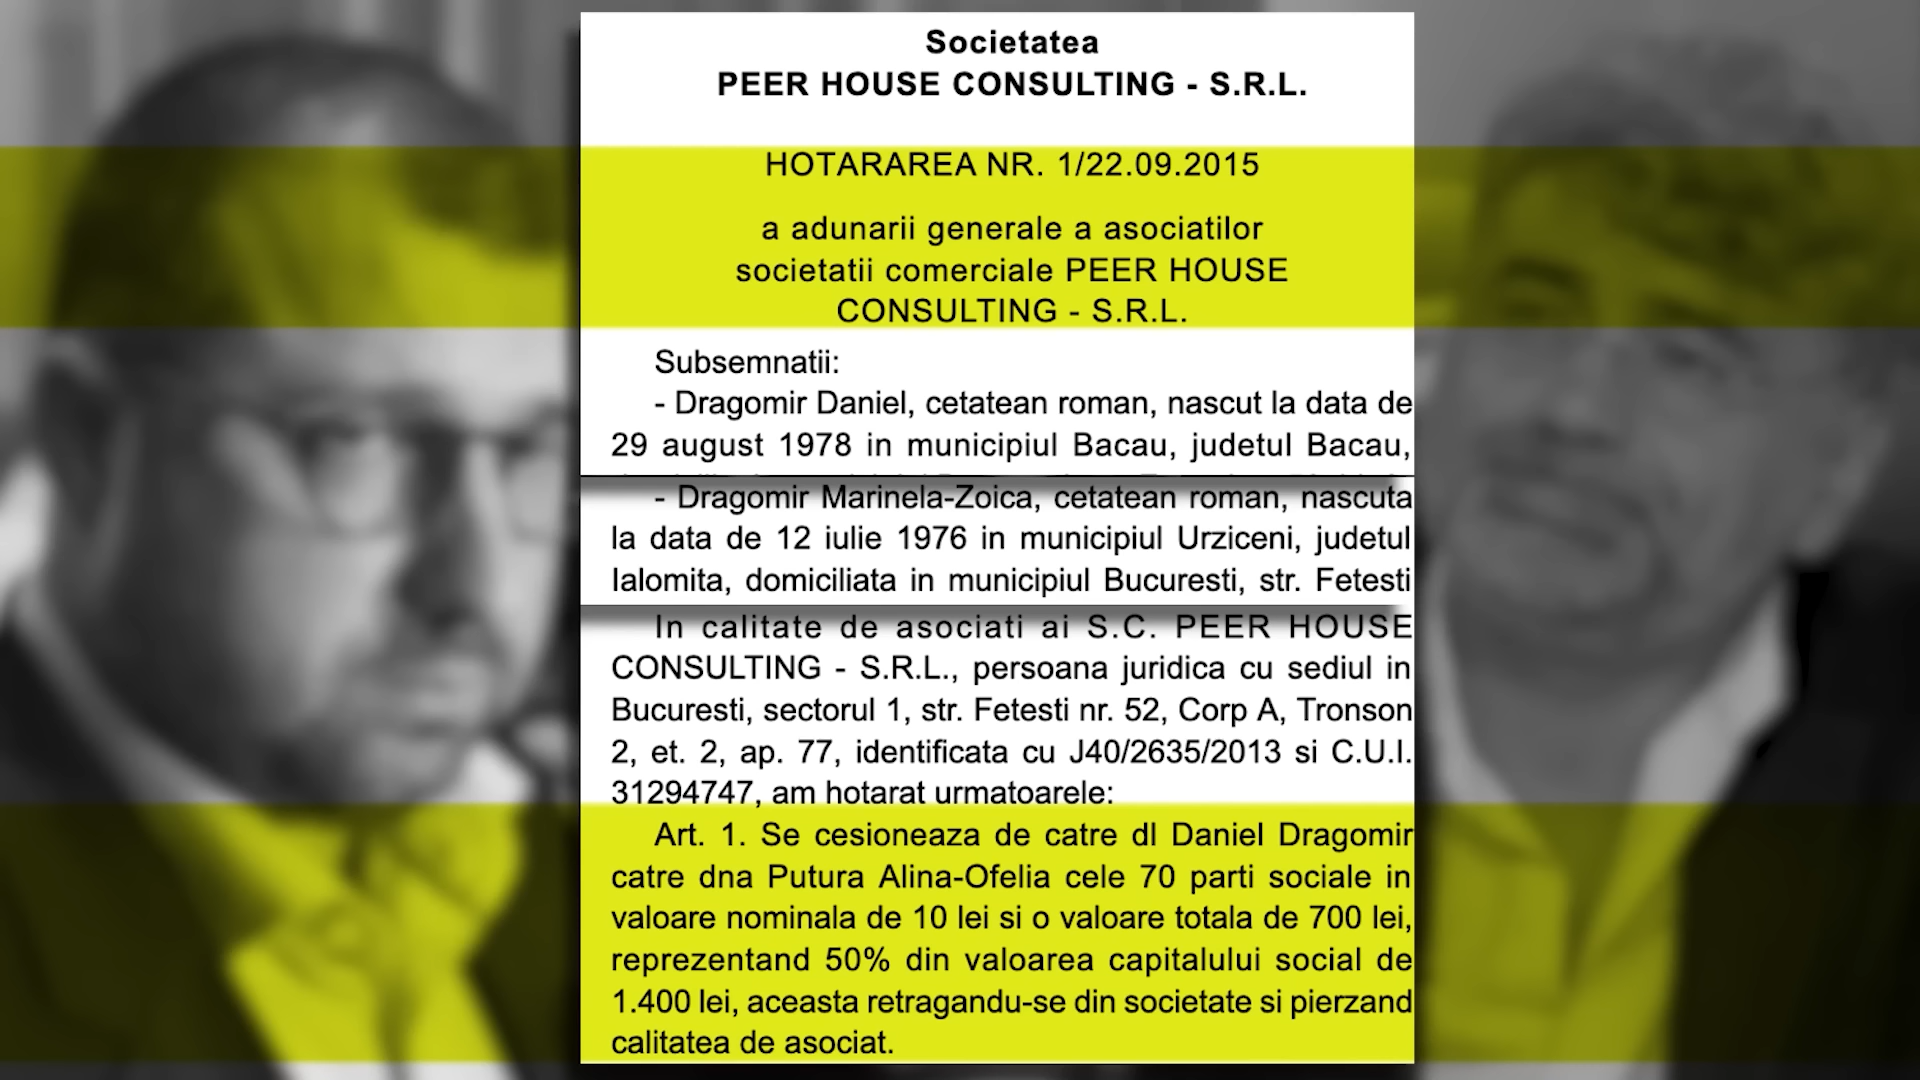 Societatea
PEER HOUSE CONSULTING - S.R.L.
HOTARAREA NR. 1/22.09.2015
a adunarii generale a asociatilor
societatii comerciale PEER HOUSE
CONSULTING - S.R.L.
Subsemnatii:
- Dragomir Daniel, cetatean roman, nascut la data de
29 august 1978 in municipiul Bacau, judetul Bacau,
- Dragomir Marinela-Zoica, cetatean roman, nascuta
la data de 12 iulie 1976 in municipiul Urziceni, judetul
Ialomita, domiciliata in municipiul Bucuresti, str. Fetesti
In calitate de asociati ai S.C. PEER HOUSE
CONSULTING - S.R.L., persoana juridica cu sediul in
Bucuresti, sectorul 1, str. Fetesti nr. 52, Corp A, Tronson
2, et. 2, ap. 77, identificata cu J40/2635/2013 si C.U.I.
31294747, am hotarat urmatoarele:
Art. 1. Se cesioneaza de catre dl Daniel Dragomir
catre dna Putura Alina-Ofelia cele 70 parti sociale in
valoare nominala de 10 lei si o valoare totala de 700 lei,
reprezentand 50% din valoarea capitalului social de
1.400 lei, aceasta retragandu-se din societate si pierzand
calitatea de asociat.